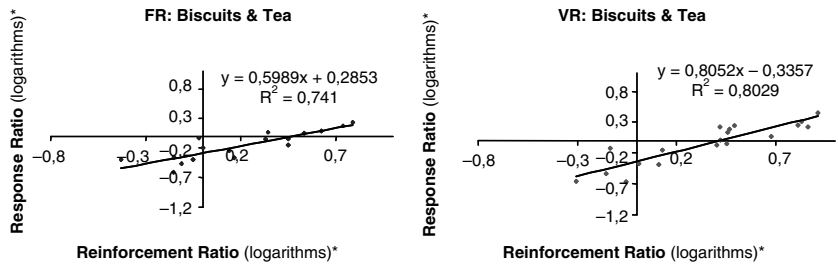 FR: Biscuits & Tea
Response Ratio (logarithms)*
y = 0,5989x + 0,2853
R2 = 0,741
0,8
0,3
–0,2
–0,7
–1,2
–0,8
–0,3
0,2
0,7
Reinforcement Ratio (logarithms)*
VR: Biscuits & Tea
Response Ratio (logarithms)*
y = 0,8052x – 0,3357
R2 = 0,8029
0,8
0,3
–0,2
–0,7
–1,2
–0,8
–0,3
0,2
0,7
Reinforcement Ratio (logarithms)*